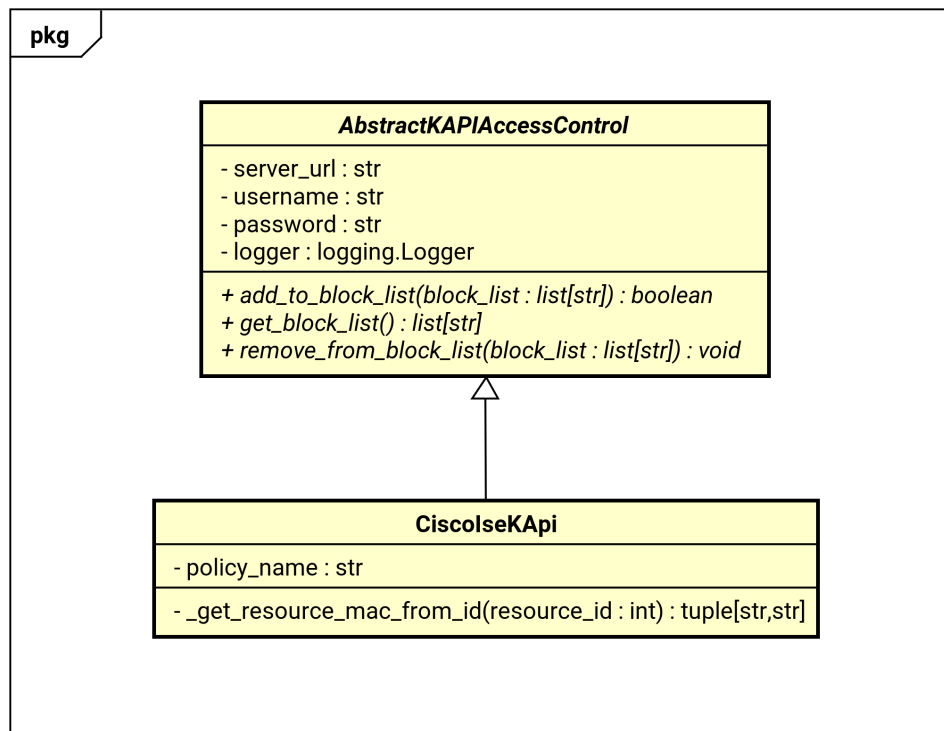 pkg
AbstractKAPIAccessControl
- server_url : str
- username : str
- password : str
- logger : logging.Logger
+ add_to_block_list(block_list : list[str]) : boolean
+ get_block_list() : list[str]
+ remove_from_block_list(block_list : list[str]) : void
CiscoIseKApi
- policy_name : str
- _get_resource_mac_from_id(resource_id : int) : tuple[str,str]